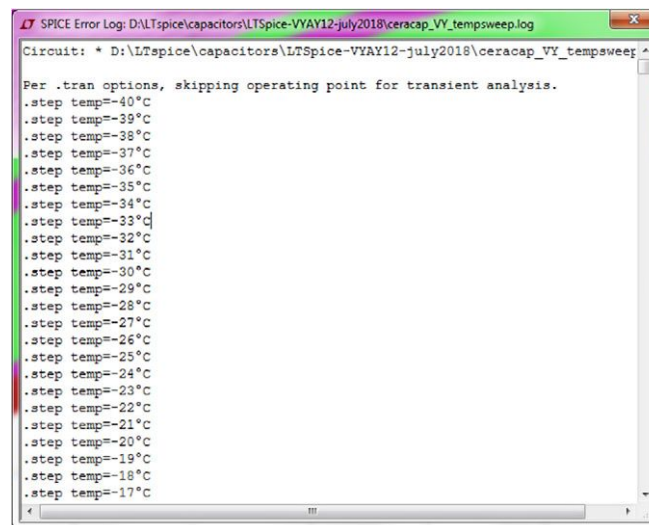 SPICE Error Log: D:\LTspice\capacitors\LTSpice-VYAY12-july2018\ceracap_VY_tempsweep.log
Circuit: * D:\LTspice\capacitors\LTSpice-VYAY12-july2018\ceracap_VY_tempsweep
Per .tran options, skipping operating point for transient analysis.
.step temp=-40°C
.step temp=-39°C
.step temp=-38°C
.step temp=-37°C
.step temp=-36°C
.step temp=-35°C
.step temp=-34°C
.step temp=-33°C
.step temp=-32°C
.step temp=-31°C
.step temp=-30°C
.step temp=-29°C
.step temp=-28°C
.step temp=-27°C
.step temp=-26°C
.step temp=-25°C
.step temp=-24°C
.step temp=-23°C
.step temp=-22°C
.step temp=-21°C
.step temp=-20°C
.step temp=-19°C
.step temp=-18°C
.step temp=-17°C